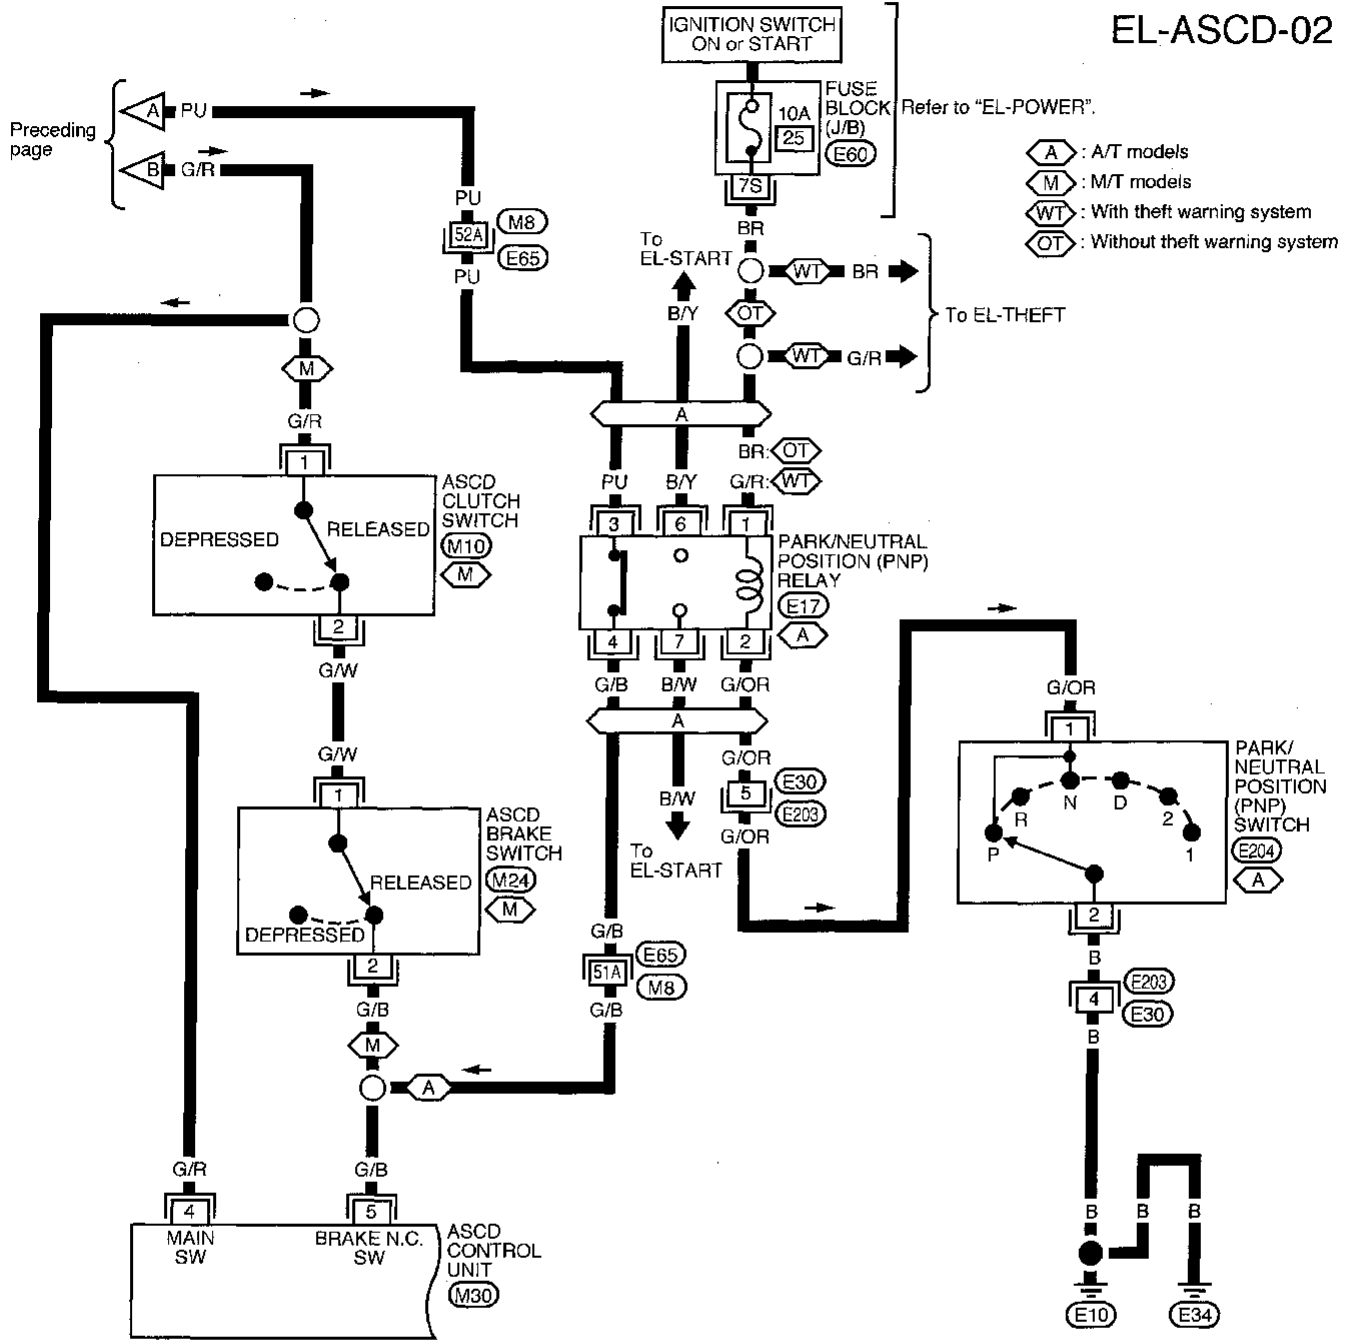 EL-ASCD-02
IGNITION SWITCH
ON or START
FUSE
BLOCK
(J/B)
E60
10A
25
7S
Refer to "EL-POWER".
A : A/T models
M : M/T models
WT : With theft warning system
OT : Without theft warning system
Preceding
page
A PU
B G/R
PU
52A
M8
E65
PU
To
EL-START
B/Y
BR
WT BR
OT
WT G/R
To EL-THEFT
M
G/R
1
A
BR: OT
G/R: WT
PU
B/Y
3
6
1
ASCD
CLUTCH
SWITCH
M10
M
DEPRESSED
RELEASED
2
G/W
PARK/NEUTRAL
POSITION (PNP)
RELAY
E17
A
4
7
2
G/B
B/W
G/OR
A
G/OR
5
E30
E203
G/OR
B/W
To
EL-START
G/OR
1
PARK/
NEUTRAL
POSITION
(PNP)
SWITCH
E204
A
P
R
N
D
2
1
2
B
4
E203
E30
B
G/W
1
ASCD
BRAKE
SWITCH
M24
M
RELEASED
DEPRESSED
2
G/B
M
G/B
51A
E65
M8
G/B
A
G/R
G/B
4
5
MAIN
SW
BRAKE N.C.
SW
ASCD
CONTROL
UNIT
M30
B
B
B
E10
E34